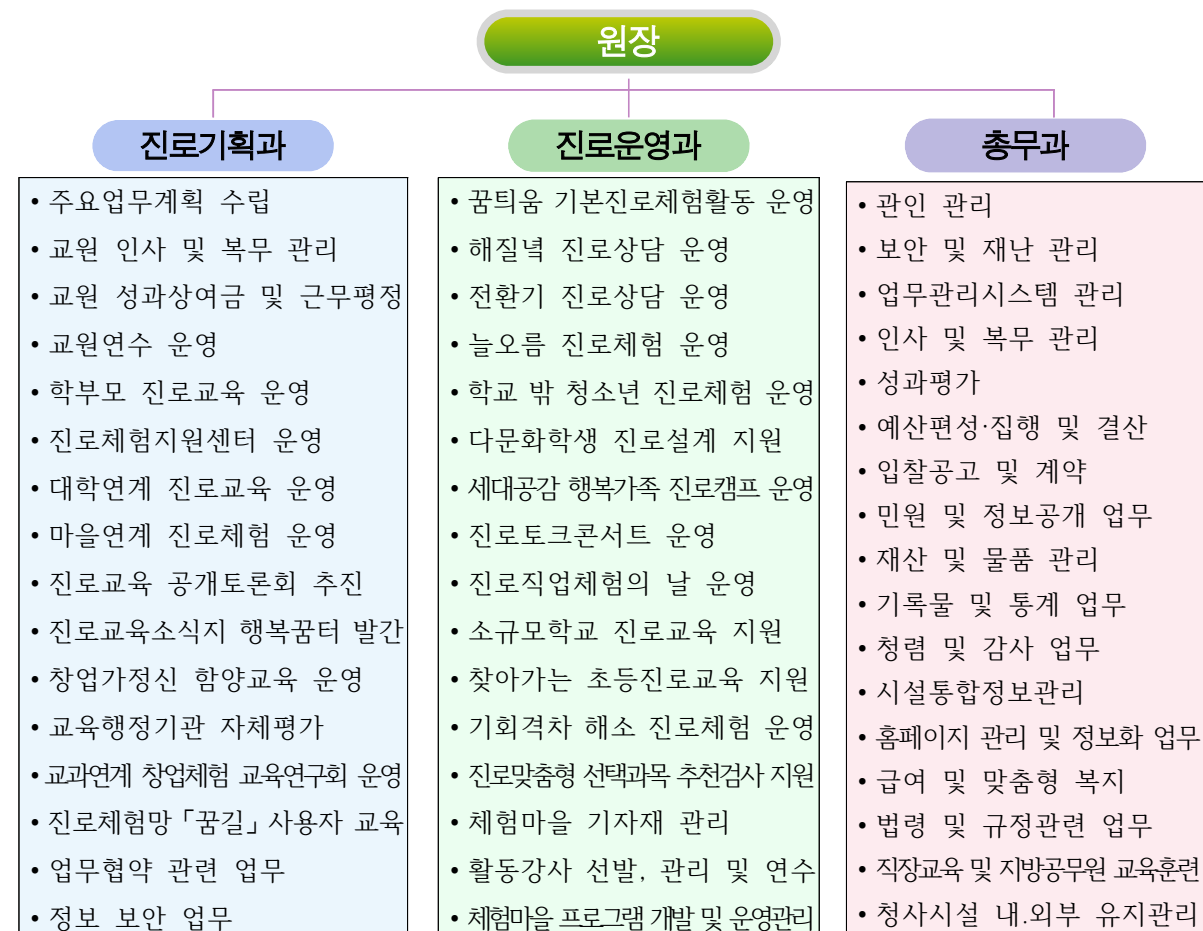 원장
진로기획과
• 주요업무계획 수립
• 교원 인사 및 복무 관리
• 교원 성과상여금 및 근무평정
• 교원연수 운영
• 학부모 진로교육 운영
• 진로체험지원센터 운영
• 대학연계 진로교육 운영
• 마을연계 진로체험 운영
• 진로교육 공개토론회 추진
• 진로교육소식지 행복꿈터 발간
• 창업가정신 함양교육 운영
• 교육행정기관 자체평가
• 교과연계 창업체험 교육연구회 운영
• 진로체험망 「꿈길」 사용자 교육
• 업무협약 관련 업무
• 정보 보안 업무
진로운영과
• 꿈틔움 기본진로체험활동 운영
• 해질녘 진로상담 운영
• 전환기 진로상담 운영
• 늘오름 진로체험 운영
• 학교 밖 청소년 진로체험 운영
• 다문화학생 진로설계 지원
• 세대공감 행복가족 진로캠프 운영
• 진로토크콘서트 운영
• 진로직업체험의 날 운영
• 소규모학교 진로교육 지원
• 찾아가는 초등진로교육 지원
• 기회격차 해소 진로체험 운영
• 진로맞춤형 선택과목 추천검사 지원
• 체험마을 기자재 관리
• 활동강사 선발, 관리 및 연수
• 체험마을 프로그램 개발 및 운영관리
총무과
• 관인 관리
• 보안 및 재난 관리
• 업무관리시스템 관리
• 인사 및 복무 관리
• 성과평가
• 예산편성·집행 및 결산
• 입찰공고 및 계약
• 민원 및 정보공개 업무
• 재산 및 물품 관리
• 기록물 및 통계 업무
• 청렴 및 감사 업무
• 시설통합정보관리
• 홈페이지 관리 및 정보화 업무
• 급여 및 맞춤형 복지
• 법령 및 규정관련 업무
• 직장교육 및 지방공무원 교육훈련
• 청사시설 내.외부 유지관리